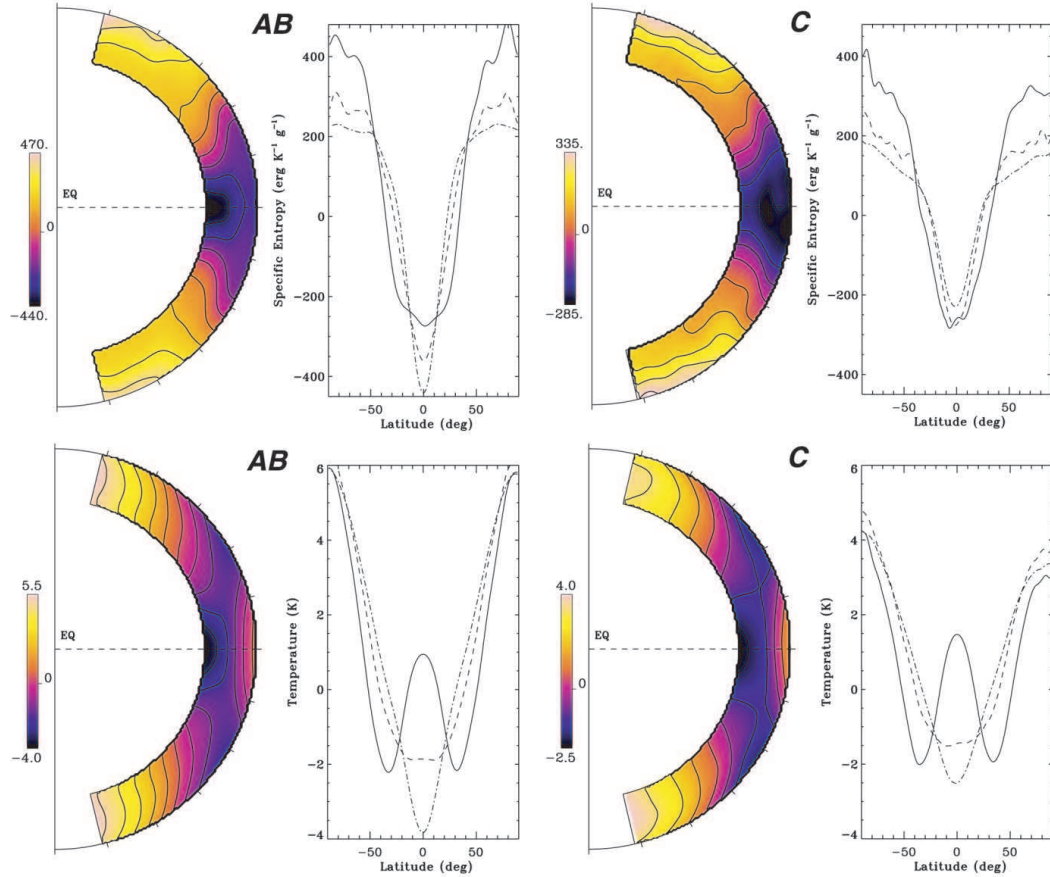 AB
470.
0
−440.
EQ
Specific Entropy (erg K⁻¹ g⁻¹)
400
200
0
−200
−400
−50
0
50
Latitude (deg)
C
335.
0
−285.
EQ
Specific Entropy (erg K⁻¹ g⁻¹)
400
200
0
−200
−400
−50
0
50
Latitude (deg)
AB
5.5
0
−4.0
EQ
Temperature (K)
6
4
2
0
−2
−4
−50
0
50
Latitude (deg)
C
4.0
0
−2.5
EQ
Temperature (K)
6
4
2
0
−2
−4
−50
0
50
Latitude (deg)